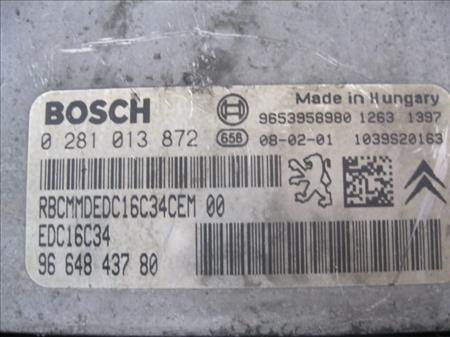 BOSCH
Made in Hungary
9653958980 1263 1397
0 281 013 872 656 08-02-01 1039S20163
RBCMMDEDC16C34CEM 00
EDC16C34
96 648 437 80